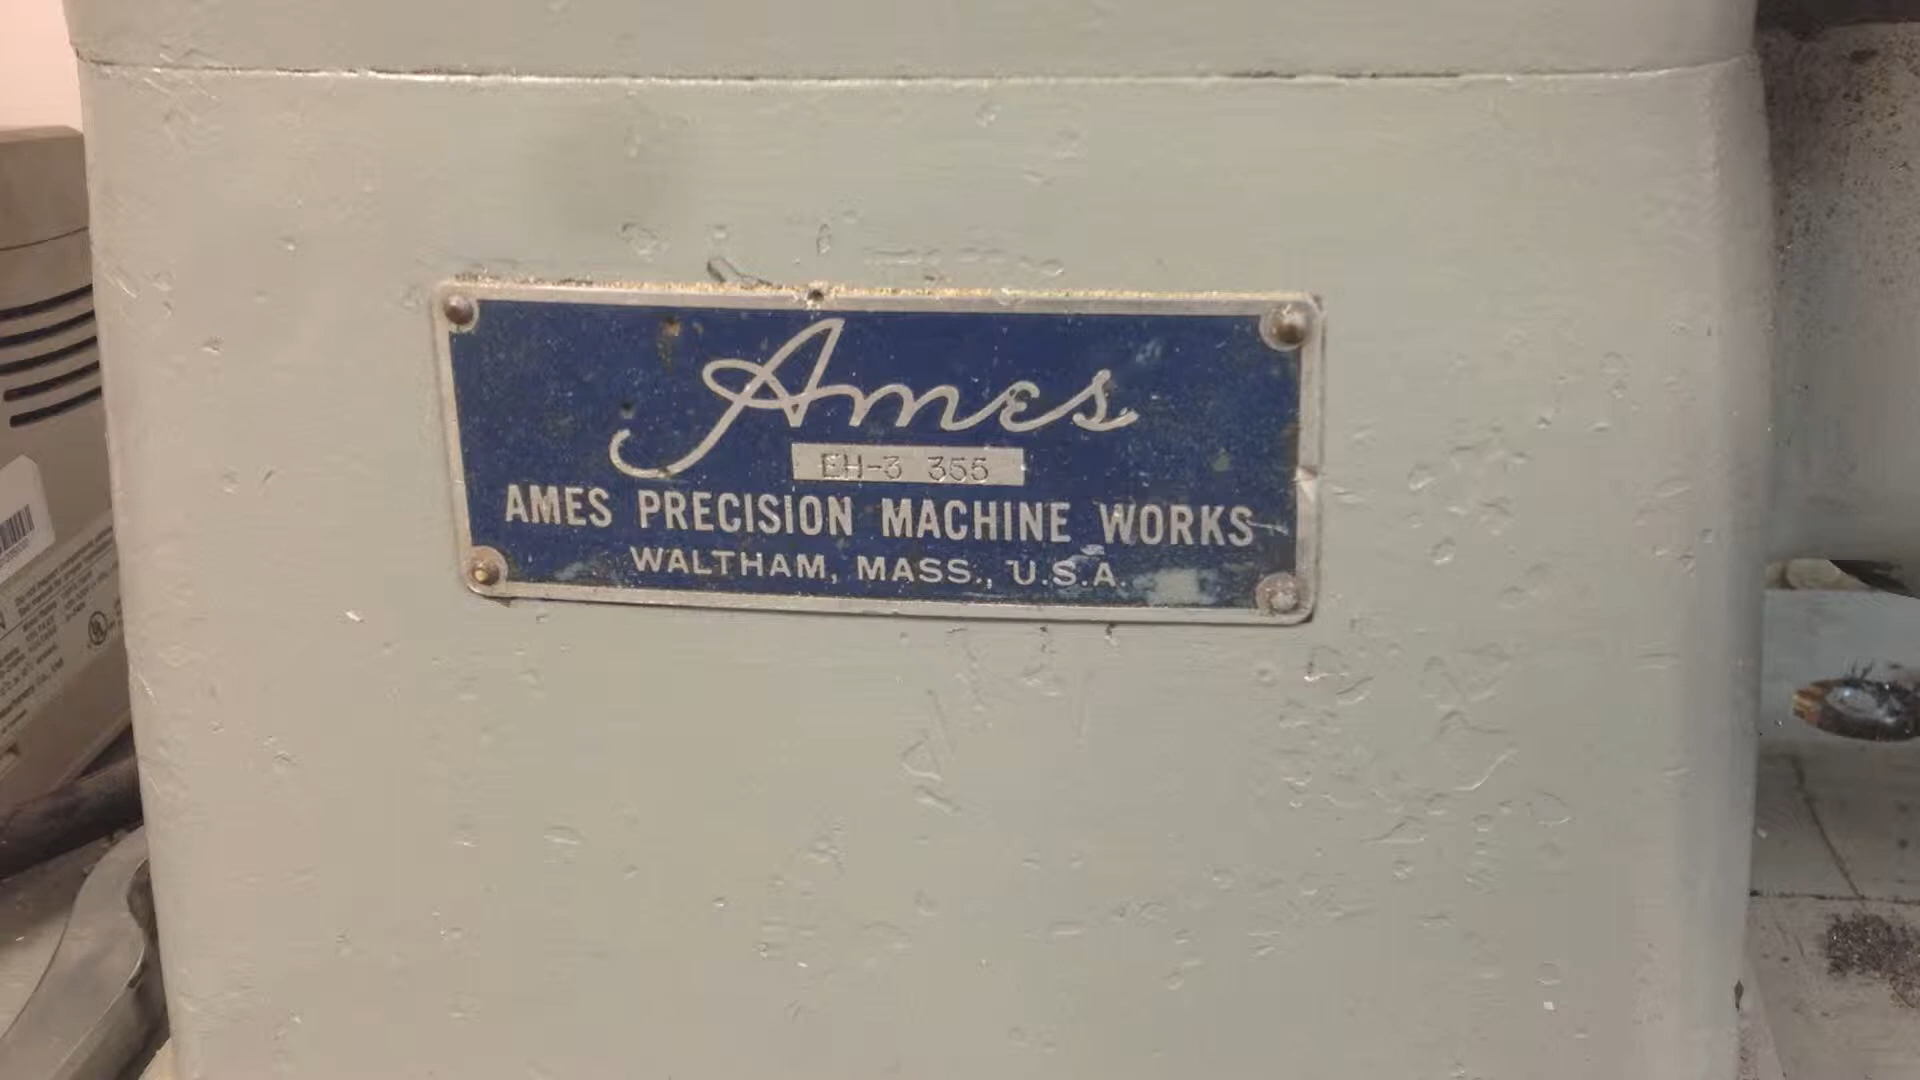 Ames
EH-3 355
AMES PRECISION MACHINE WORKS
WALTHAM, MASS., U.S.A.